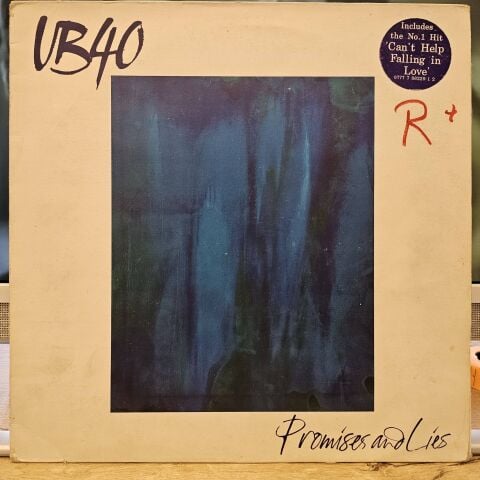 UB40
Includes
the No.1 Hit
'Can't Help
Falling in
Love'
R +
Promises and Lies